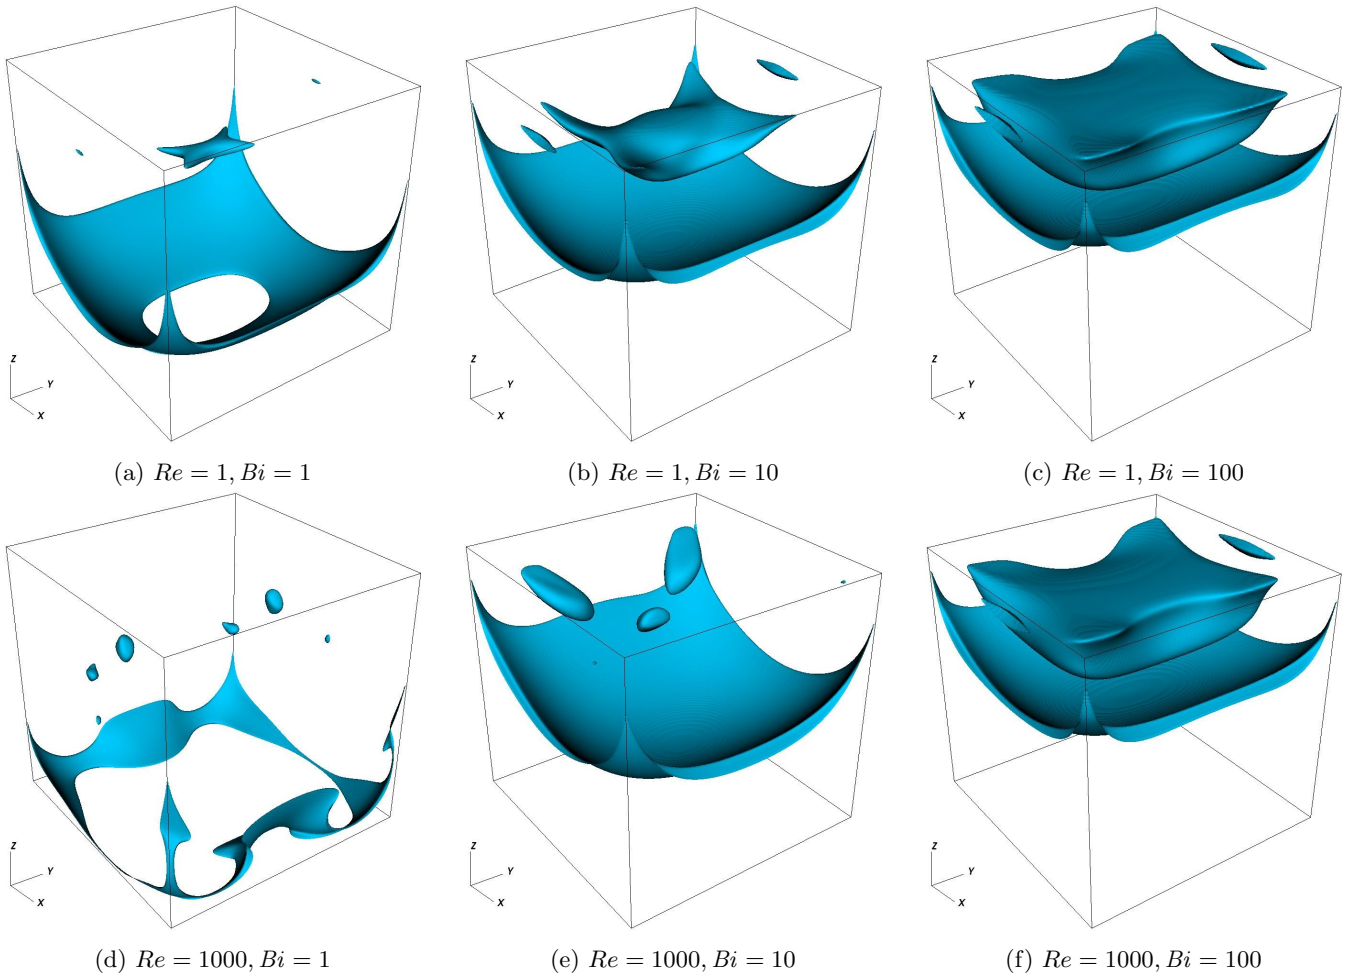 Z
Y
X
Z
Y
X
Z
Y
X
(a) Re = 1, Bi = 1
(b) Re = 1, Bi = 10
(c) Re = 1, Bi = 100
Z
Y
X
Z
Y
X
Z
Y
X
(d) Re = 1000, Bi = 1
(e) Re = 1000, Bi = 10
(f) Re = 1000, Bi = 100